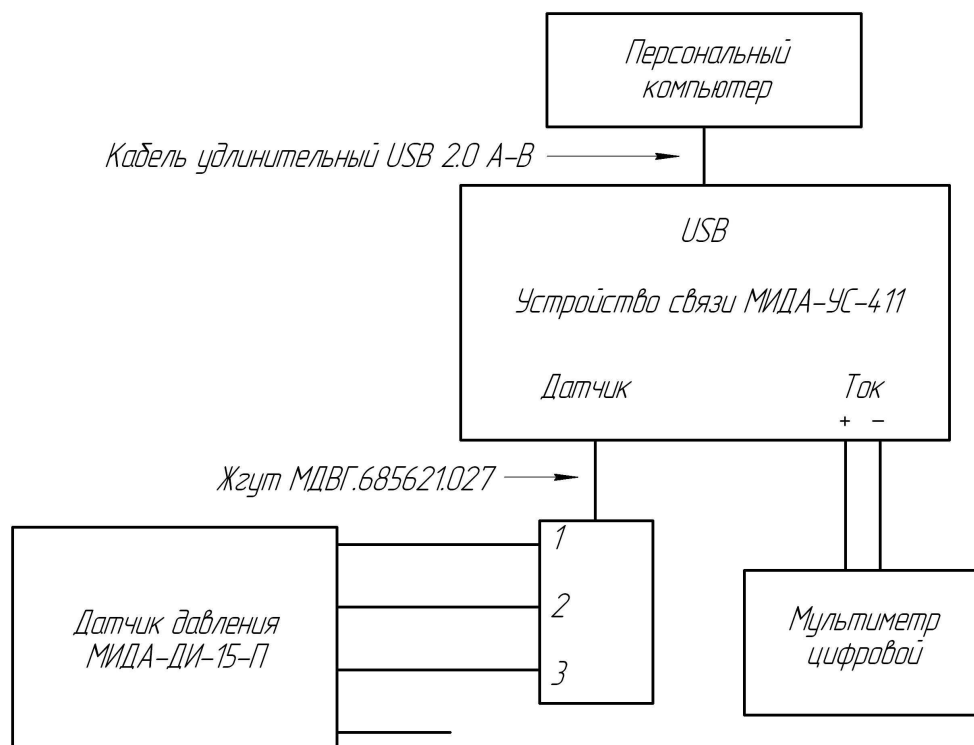 Персональный
компьютер
Кабель удлинительный USB 2.0 А-В
USB
Устройство связи МИДА-УС-411
Датчик
Ток
+ –
Жгут МДВГ.685621.027
1
2
3
Датчик давления
МИДА-ДИ-15-П
Мультиметр
цифровой